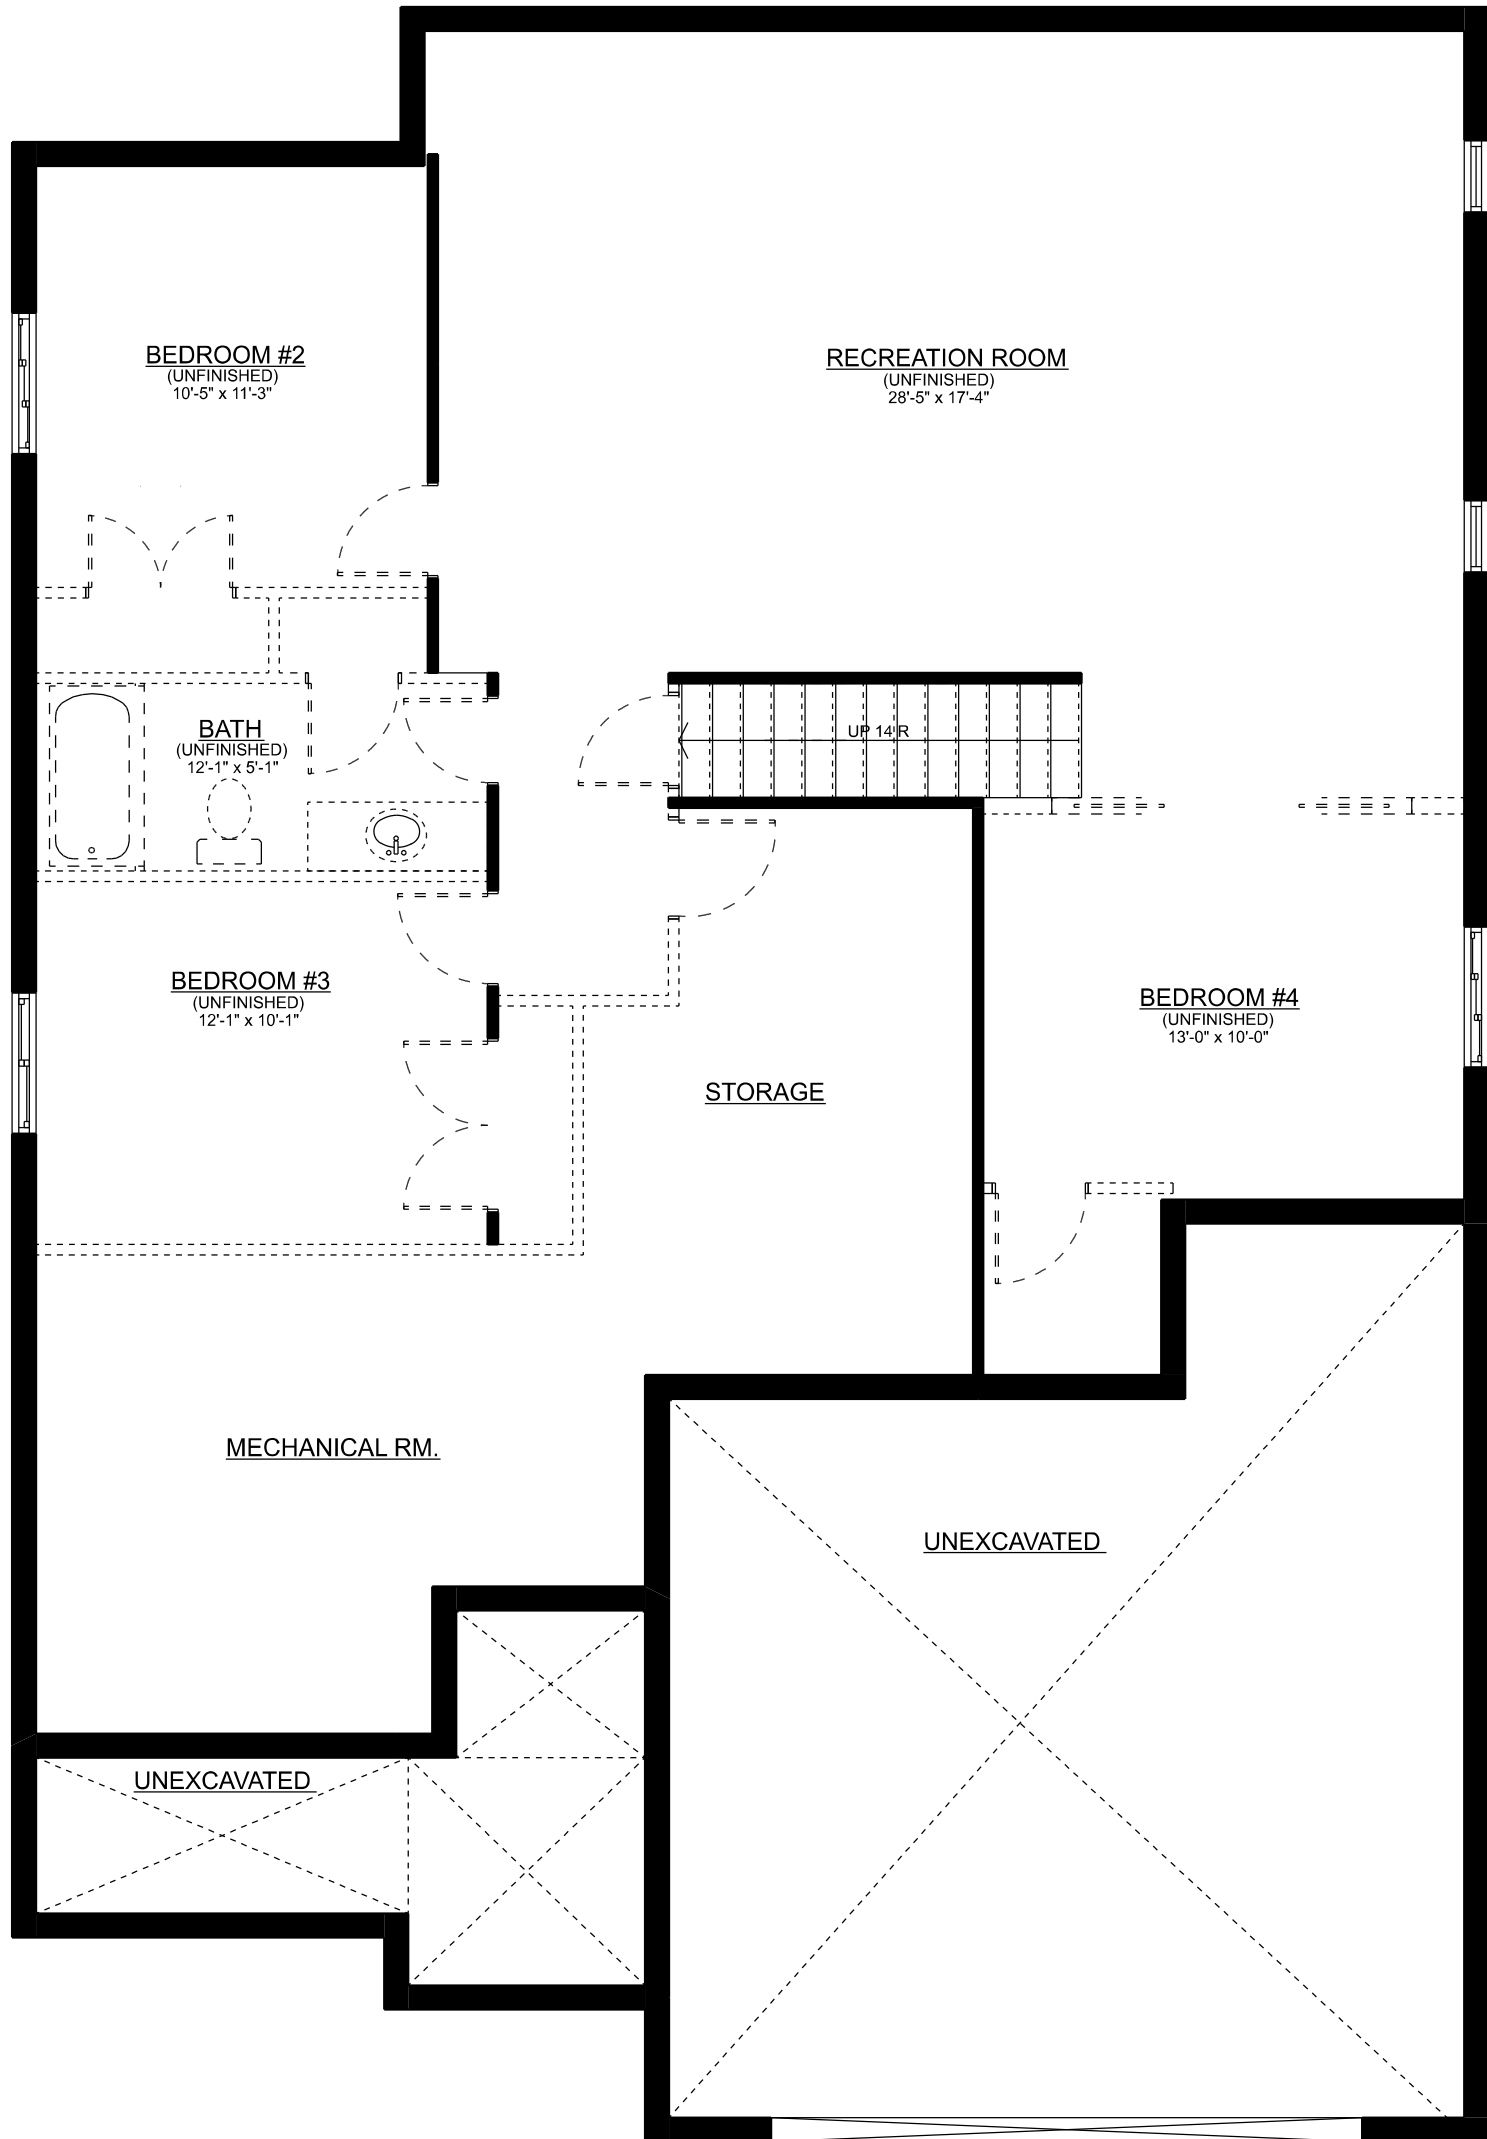 BEDROOM #2
(UNFINISHED)
10'-5" x 11'-3"
RECREATION ROOM
(UNFINISHED)
28'-5" x 17'-4"
BATH
(UNFINISHED)
12'-1" x 5'-1"
UP 14 R
BEDROOM #3
(UNFINISHED)
12'-1" x 10'-1"
BEDROOM #4
(UNFINISHED)
13'-0" x 10'-0"
STORAGE
MECHANICAL RM.
UNEXCAVATED
UNEXCAVATED